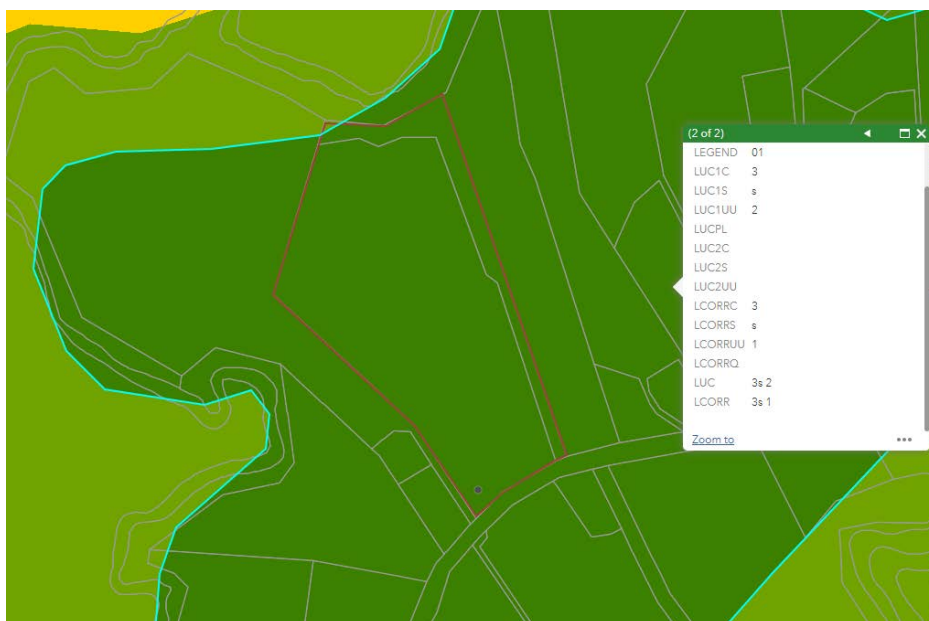 (2 of 2)
LEGEND 01
LUC1C 3
LUC1S s
LUC1UU 2
LUCPL
LUC2C
LUC2S
LUC2UU
LCORRC 3
LCORRS s
LCORRUU 1
LCORRQ
LUC 3s 2
LCORR 3s 1
Zoom to